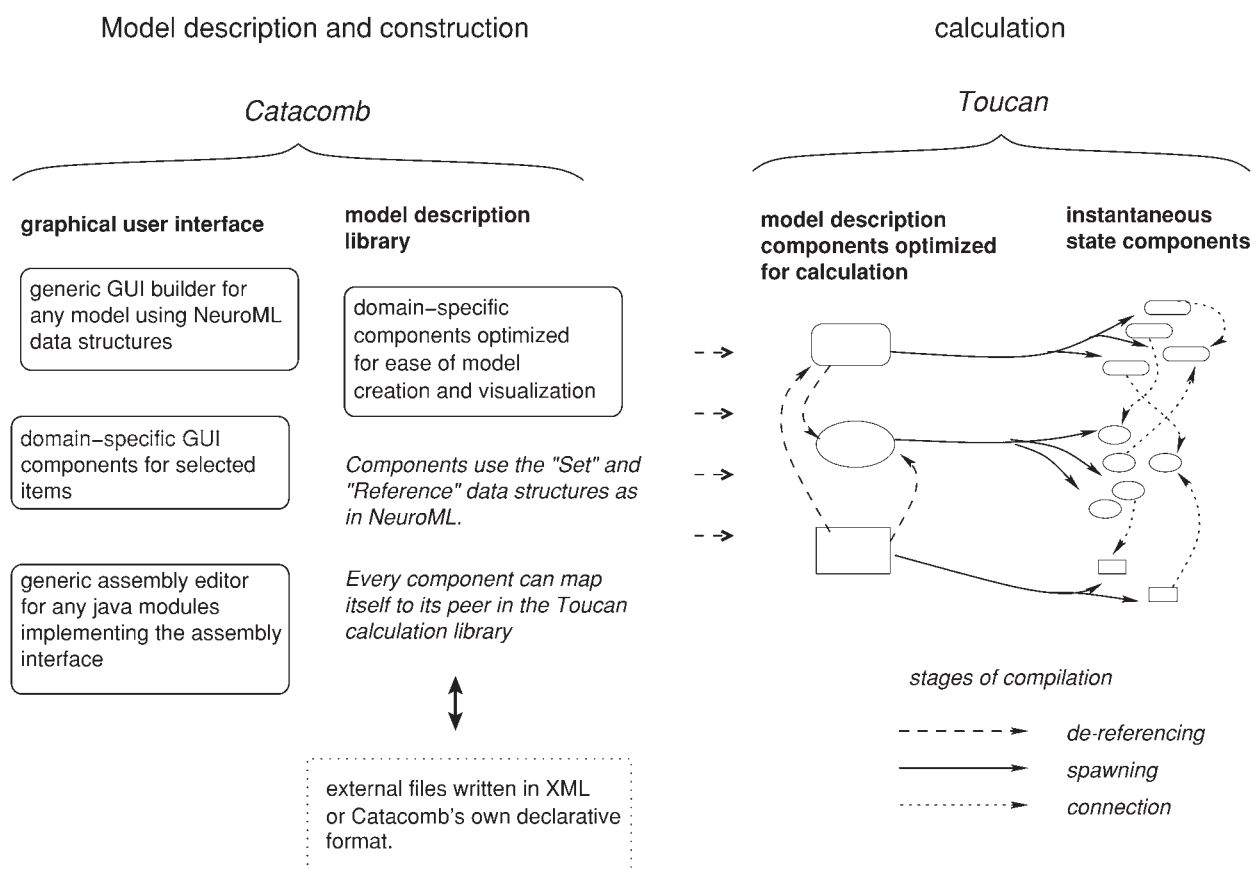 Model description and construction
calculation
Catacomb
Toucan
graphical user interface
model description
library
generic GUI builder for
any model using NeuroML
data structures
domain−specific GUI
components for selected
items
generic assembly editor
for any java modules
implementing the assembly
interface
domain−specific
components optimized
for ease of model
creation and visualization
Components use the "Set" and
"Reference" data structures as
in NeuroML.
Every component can map
itself to its peer in the Toucan
calculation library
external files written in XML
or Catacomb's own declarative
format.
model description
components optimized
for calculation
instantaneous
state components
stages of compilation
de-referencing
spawning
connection